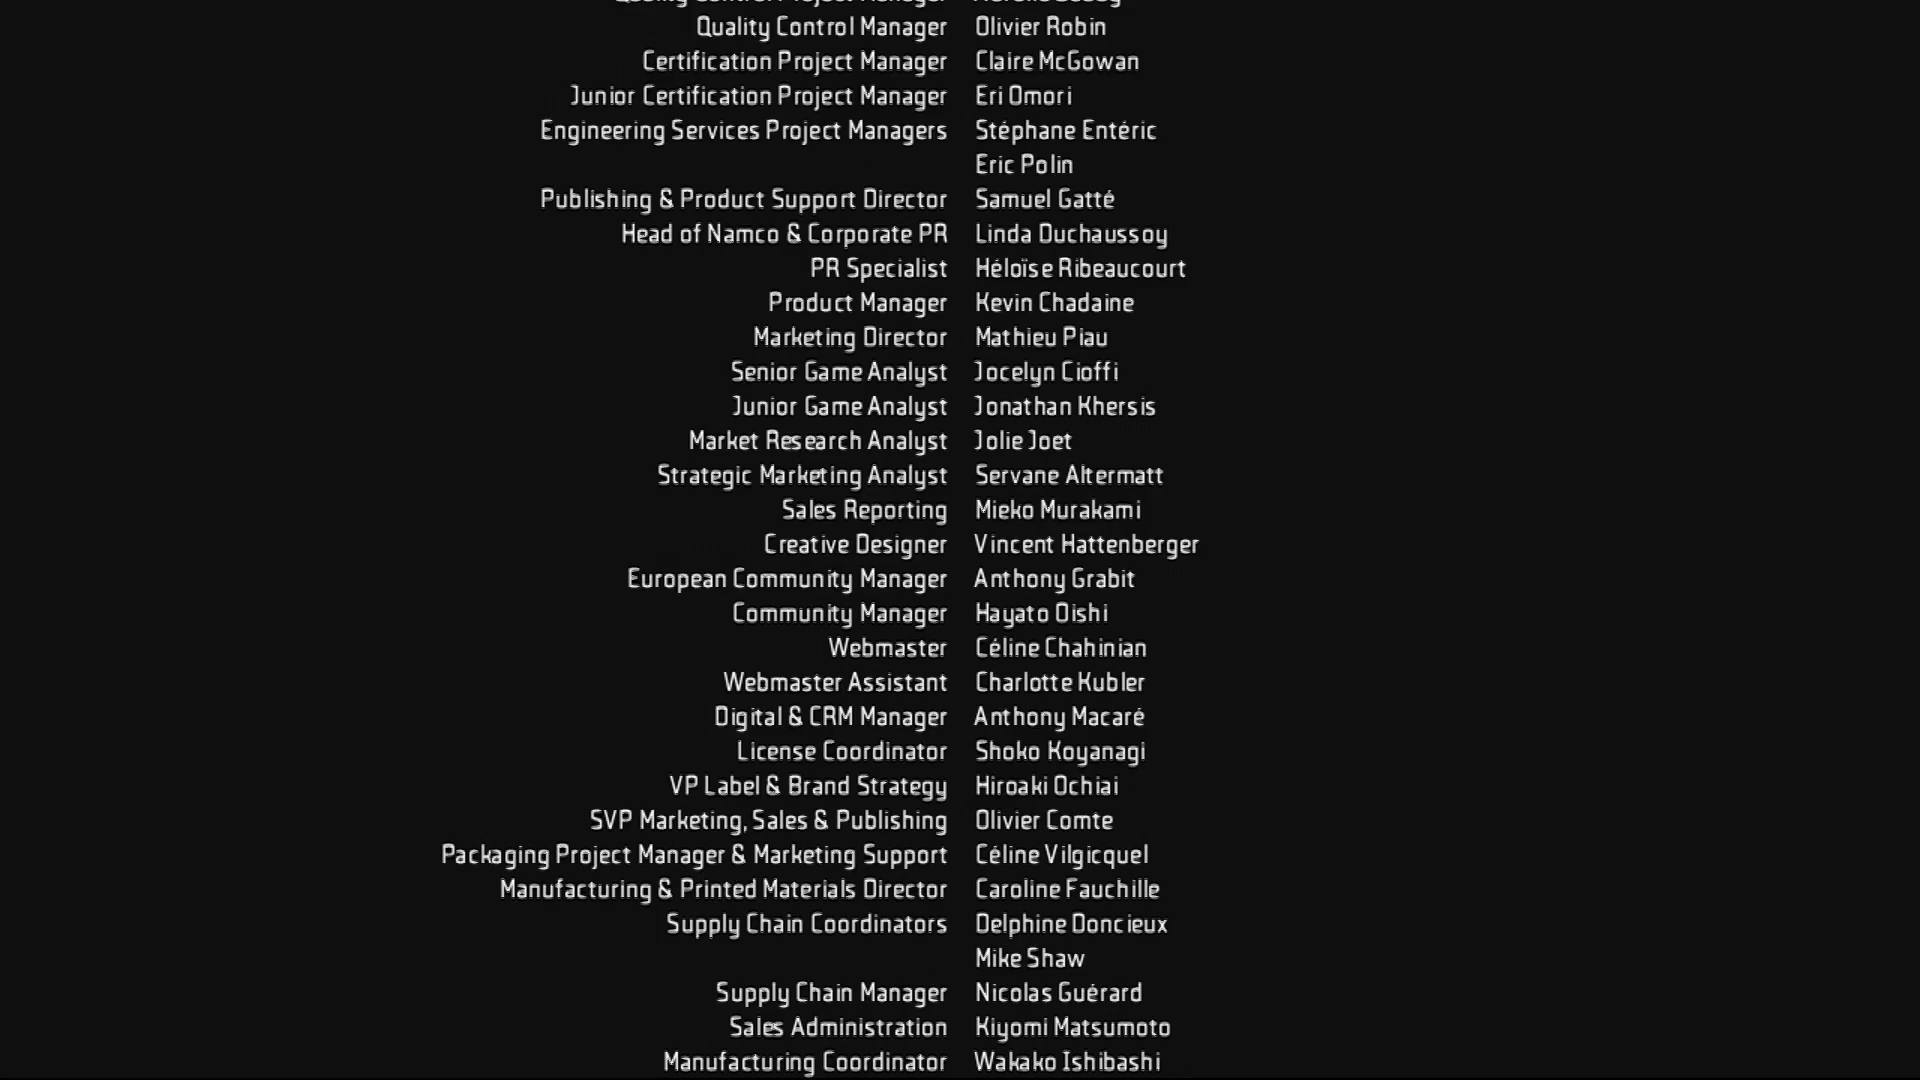 Quality Control Project Manager
Quality Control Manager Olivier Robin
Certification Project Manager Claire McGowan
Junior Certification Project Manager Eri Omori
Engineering Services Project Managers Stéphane Entéric
Eric Polin
Publishing & Product Support Director Samuel Gatté
Head of Namco & Corporate PR Linda Duchaussoy
PR Specialist Héloïse Ribeaucourt
Product Manager Kevin Chadaine
Marketing Director Mathieu Piau
Senior Game Analyst Jocelyn Cioffi
Junior Game Analyst Jonathan Khersis
Market Research Analyst Jolie Joet
Strategic Marketing Analyst Servane Altermatt
Sales Reporting Mieko Murakami
Creative Designer Vincent Hattenberger
European Community Manager Anthony Grabit
Community Manager Hayato Oishi
Webmaster Céline Chahinian
Webmaster Assistant Charlotte Kubler
Digital & CRM Manager Anthony Macaré
License Coordinator Shoko Koyanagi
VP Label & Brand Strategy Hiroaki Ochiai
SVP Marketing, Sales & Publishing Olivier Comte
Packaging Project Manager & Marketing Support Céline Vilgicquel
Manufacturing & Printed Materials Director Caroline Fauchille
Supply Chain Coordinators Delphine Doncieux
Mike Shaw
Supply Chain Manager Nicolas Guérard
Sales Administration Kiyomi Matsumoto
Manufacturing Coordinator Wakako Ishibashi